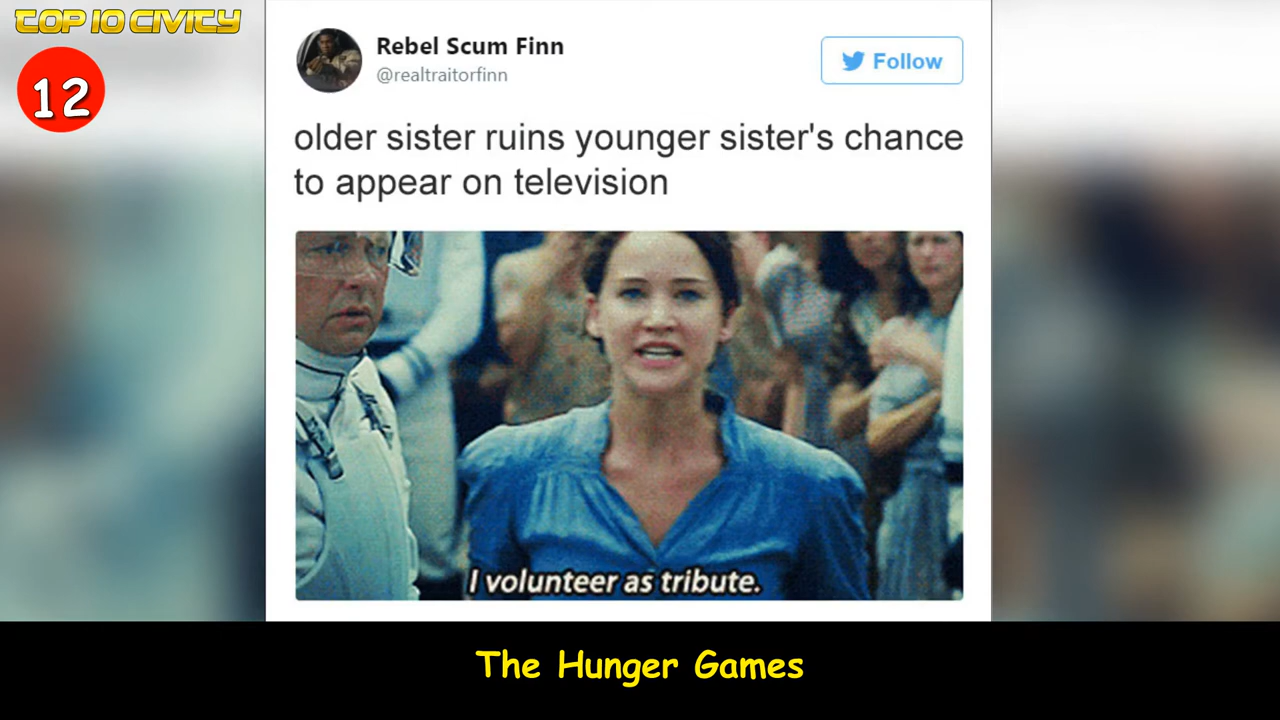 TOP 10 CIVITY
12
Rebel Scum Finn
@realtraitorfinn
Follow
older sister ruins younger sister's chance
to appear on television
I volunteer as tribute.
The Hunger Games